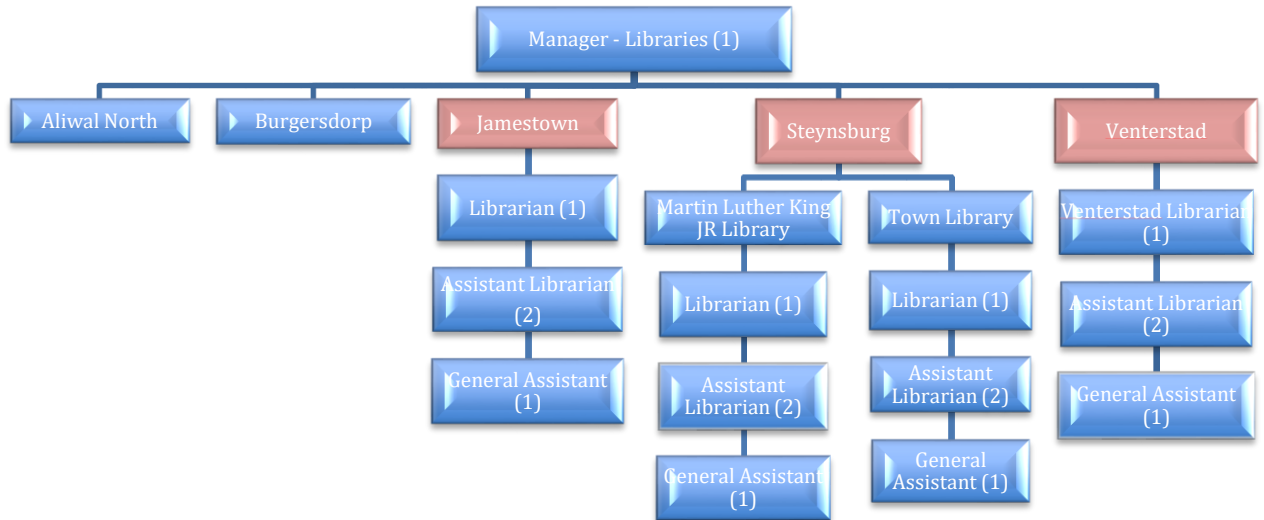 Manager - Libraries (1)
Aliwal North
Burgersdorp
Jamestown
Steynsburg
Venterstad
Librarian (1)
Assistant Librarian
(2)
General Assistant
(1)
Martin Luther King
JR Library
Librarian (1)
Assistant
Librarian (2)
General Assistant
(1)
Town Library
Librarian (1)
Assistant
Librarian (2)
General
Assistant (1)
Venterstad Librarian
(1)
Assistant Librarian
(2)
General Assistant
(1)